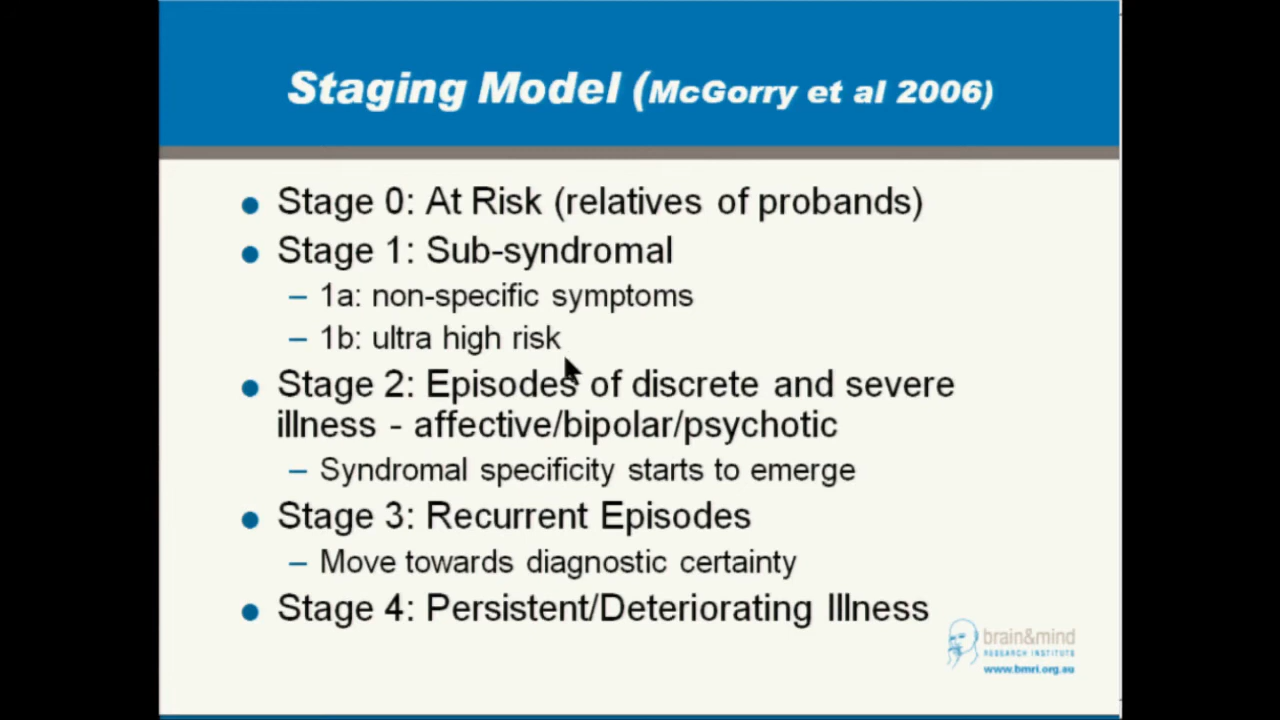 Staging Model (McGorry et al 2006)
Stage 0: At Risk (relatives of probands)
Stage 1: Sub-syndromal
– 1a: non-specific symptoms
– 1b: ultra high risk
Stage 2: Episodes of discrete and severe
illness - affective/bipolar/psychotic
– Syndromal specificity starts to emerge
Stage 3: Recurrent Episodes
– Move towards diagnostic certainty
Stage 4: Persistent/Deteriorating Illness
brain&mind
RESEARCH INSTITUTE
www.bmri.org.au